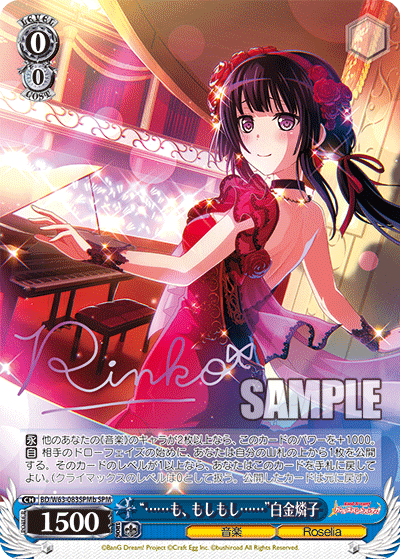 LEVEL
0
0
COST
Rinko
SAMPLE
永 他のあなたの《音楽》のキャラが2枚以上なら、このカードのパワーを＋1000。
自 相手のドローフェイズの始めに、あなたは自分の山札の上から1枚を公開する。そのカードのレベルが1以上なら、あなたはこのカードを手札に戻してよい。（クライマックスのレベルは0として扱う。公開したカードは元に戻す）
CH BD/W63-083SPMb SPM
1500
“……も、もしもし……”白金燐子
音楽
Roselia
©BanG Dream! Project ©Craft Egg Inc. ©bushiroad All Rights Reserved.